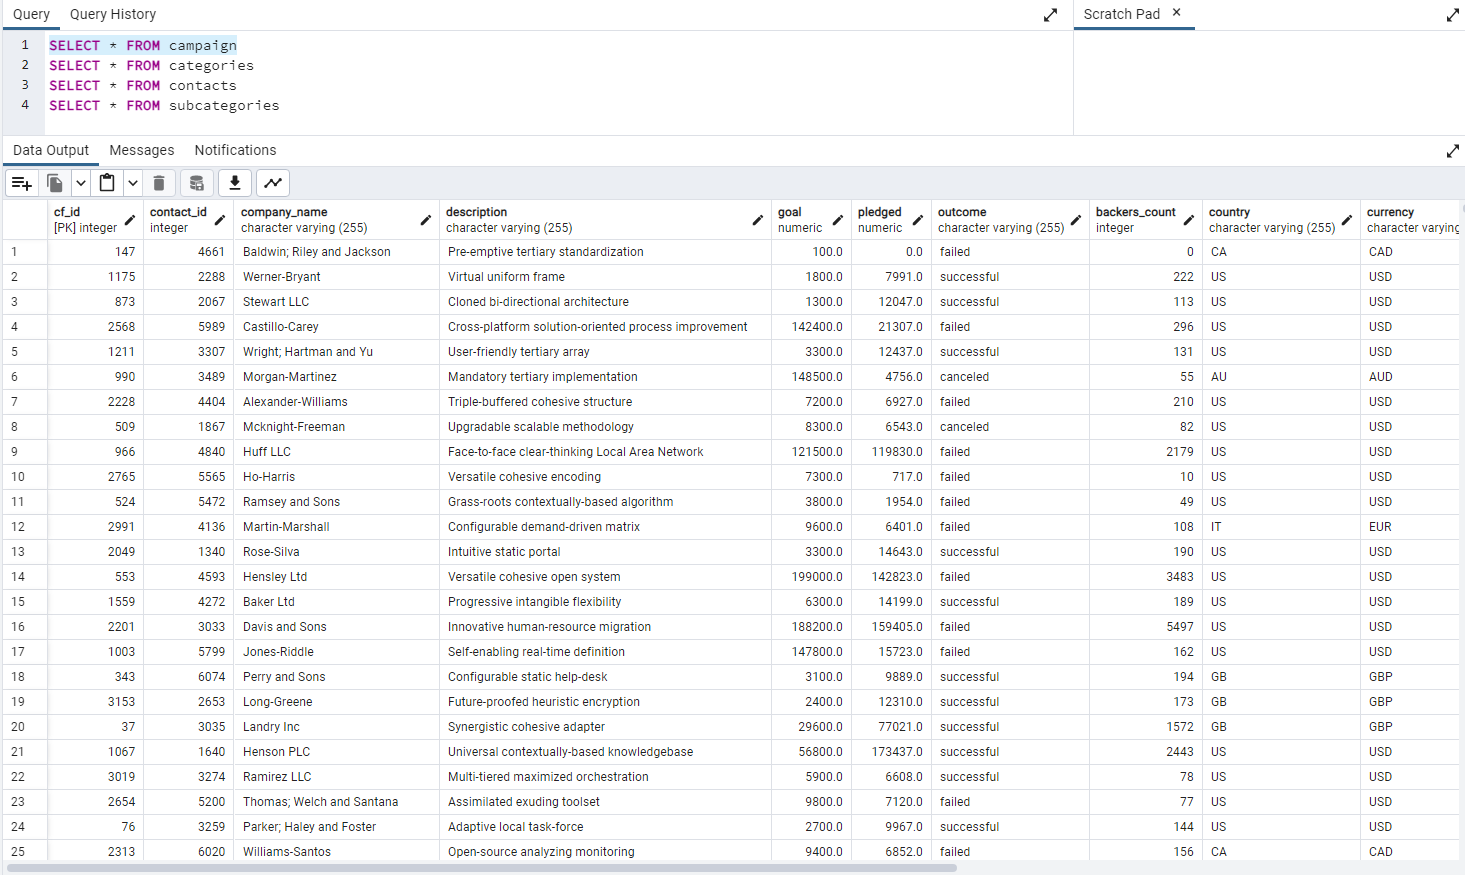 Query Query History Scratch Pad ×
1 SELECT * FROM campaign
2 SELECT * FROM categories
3 SELECT * FROM contacts
4 SELECT * FROM subcategories
Data Output Messages Notifications
cf_id contact_id company_name description goal pledged outcome backers_count country currency
[PK] integer integer character varying (255) character varying (255) numeric numeric character varying (255) integer character varying (255) character varying
1 147 4661 Baldwin; Riley and Jackson Pre-emptive tertiary standardization 100.0 0.0 failed 0 CA CAD
2 1175 2288 Werner-Bryant Virtual uniform frame 1800.0 7991.0 successful 222 US USD
3 873 2067 Stewart LLC Cloned bi-directional architecture 1300.0 12047.0 successful 113 US USD
4 2568 5989 Castillo-Carey Cross-platform solution-oriented process improvement 142400.0 21307.0 failed 296 US USD
5 1211 3307 Wright; Hartman and Yu User-friendly tertiary array 3300.0 12437.0 successful 131 US USD
6 990 3489 Morgan-Martinez Mandatory tertiary implementation 148500.0 4756.0 canceled 55 AU AUD
7 2228 4404 Alexander-Williams Triple-buffered cohesive structure 7200.0 6927.0 failed 210 US USD
8 509 1867 Mcknight-Freeman Upgradable scalable methodology 8300.0 6543.0 canceled 82 US USD
9 966 4840 Huff LLC Face-to-face clear-thinking Local Area Network 121500.0 119830.0 failed 2179 US USD
10 2765 5565 Ho-Harris Versatile cohesive encoding 7300.0 717.0 failed 10 US USD
11 524 5472 Ramsey and Sons Grass-roots contextually-based algorithm 3800.0 1954.0 failed 49 US USD
12 2991 4136 Martin-Marshall Configurable demand-driven matrix 9600.0 6401.0 failed 108 IT EUR
13 2049 1340 Rose-Silva Intuitive static portal 3300.0 14643.0 successful 190 US USD
14 553 4593 Hensley Ltd Versatile cohesive open system 199000.0 142823.0 failed 3483 US USD
15 1559 4272 Baker Ltd Progressive intangible flexibility 6300.0 14199.0 successful 189 US USD
16 2201 3033 Davis and Sons Innovative human-resource migration 188200.0 159405.0 failed 5497 US USD
17 1003 5799 Jones-Riddle Self-enabling real-time definition 147800.0 15723.0 failed 162 US USD
18 343 6074 Perry and Sons Configurable static help-desk 3100.0 9889.0 successful 194 GB GBP
19 3153 2653 Long-Greene Future-proofed heuristic encryption 2400.0 12310.0 successful 173 GB GBP
20 37 3035 Landry Inc Synergistic cohesive adapter 29600.0 77021.0 successful 1572 GB GBP
21 1067 1640 Henson PLC Universal contextually-based knowledgebase 56800.0 173437.0 successful 2443 US USD
22 3019 3274 Ramirez LLC Multi-tiered maximized orchestration 5900.0 6608.0 successful 78 US USD
23 2654 5200 Thomas; Welch and Santana Assimilated exuding toolset 9800.0 7120.0 failed 77 US USD
24 76 3259 Parker; Haley and Foster Adaptive local task-force 2700.0 9967.0 successful 144 US USD
25 2313 6020 Williams-Santos Open-source analyzing monitoring 9400.0 6852.0 failed 156 CA CAD